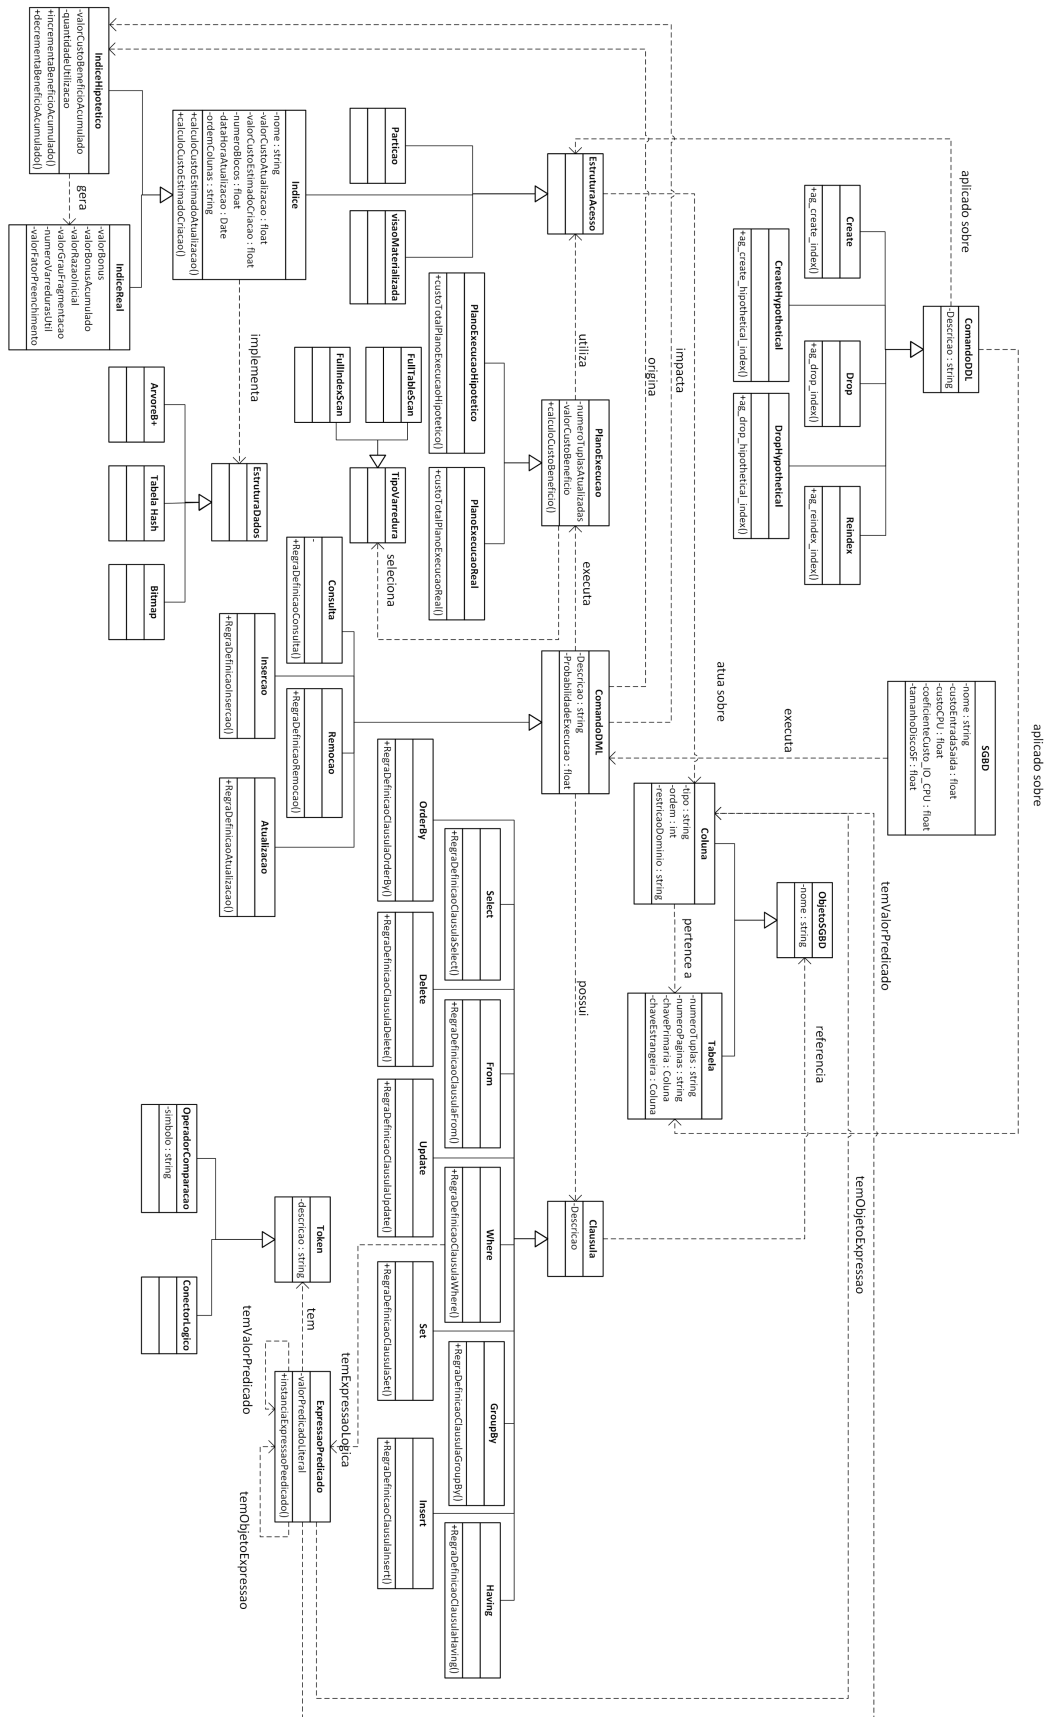 aplicado sobre
SGBD
-nome : string
-custoEntradaSaida : float
-custoCPU : float
-coeficienteCusto_IO_CPU : float
-tamanhoDiscoSF : float
aplicado sobre
ComandoDDL
-Descricao : string
Create
+ag_create_index()
Drop
+ag_drop_index()
Reindex
+ag_reindex_index()
CreateHypothetical
+ag_create_hipothetical_index()
DropHypothetical
+ag_drop_hipothetical_index()
executa
temValorPredicado
ObjetoSGBD
-nome : string
referencia
temObjetoExpressao
atua sobre
Coluna
-tipo : string
-ordem : int
-restricaoDominio : string
pertence a
Tabela
-numeroTuplas : string
-numeroPaginas : string
-chavePrimaria : Coluna
-chaveEstrangeira : Coluna
impacta
origina
EstruturaAcesso
utiliza
PlanoExecucao
-numeroTuplasAtualizadas
-valorCustoBeneficio
+calculoCustoBeneficio()
executa
ComandoDML
-Descricao : string
-ProbabilidadeExecucao : float
possui
Clausula
-Descricao
PlanoExecucaoHipotetico
+custoTotalPlanoExecucaoHipotetico()
PlanoExecucaoReal
+custoTotalPlanoExecucaoReal()
Select
+RegraDefinicaoClausulaSelect()
From
+RegraDefinicaoClausulaFrom()
Where
+RegraDefinicaoClausulaWhere()
GroupBy
+RegraDefinicaoClausulaGroupBy()
Having
+RegraDefinicaoClausulaHaving()
OrderBy
+RegraDefinicaoClausulaOrderBy()
Delete
+RegraDefinicaoClausulaDelete()
Update
+RegraDefinicaoClausulaUpdate()
Set
+RegraDefinicaoClausulaSet()
Insert
+RegraDefinicaoClausulaInsert()
Particao
visaoMaterializada
FullTableScan
FullIndexScan
TipoVarredura
seleciona
Consulta
-
+RegraDefinicaoConsulta()
Remocao
+RegraDefinicaoRemocao()
Insercao
+RegraDefinicaoInsercao()
Atualizacao
+RegraDefinicaoAtualizacao()
temExpressaoLogica
Token
-descricao : string
tem
ExpressaoPredicado
-valorPredicadoLiteral
+instanciaExpressaoPeedicado()
temValorPredicado
temObjetoExpressao
OperadorComparacao
-simbolo : string
ConectorLogico
Indice
-nome : string
-valorCustoAtualizacao : float
-valorCustoEstimadoCriacao : float
-numeroBlocos : float
-dataHoraAtualizacao : Date
-ordemColunas : string
+calculoCustoEstimadoAtualizacao()
+calculoCustoEstimadoCriacao()
implementa
EstruturaDados
ArvoreB+
Tabela Hash
Bitmap
IndiceHipotetico
-valorCustoBeneficioAcumulado
-quantidadeUtilizacao
+incrementaBeneficioAcumulado()
+decrementaBeneficioAcumulado()
gera
IndiceReal
-valorBonus
-valorBonusAcumulado
-valorRazaoInicial
-valorGrauFragmentacao
-numeroVarredurasUtil
-valorFatorPreenchimento